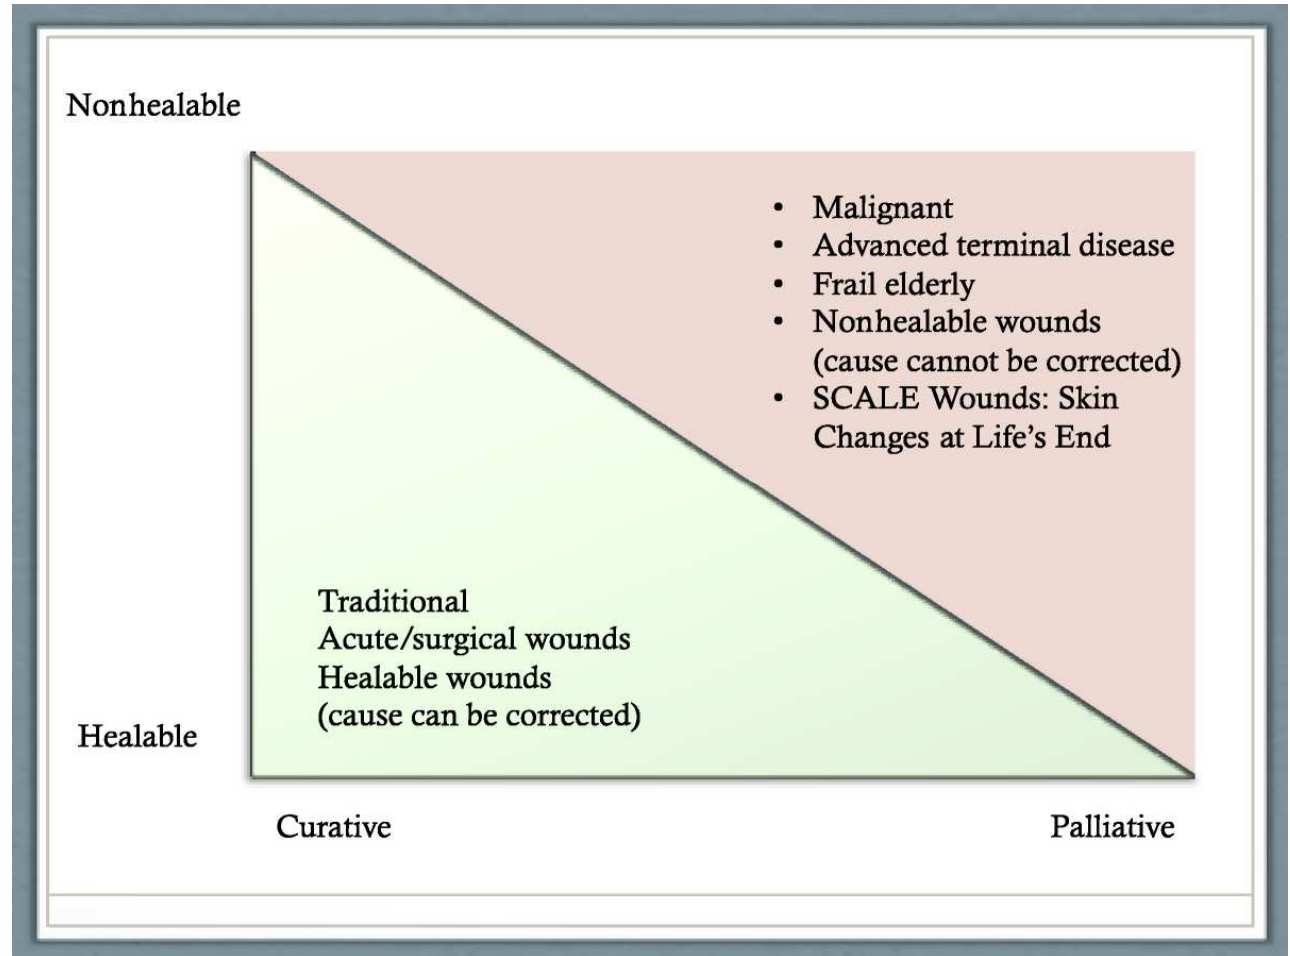 Nonhealable
• Malignant
• Advanced terminal disease
• Frail elderly
• Nonhealable wounds
(cause cannot be corrected)
• SCALE Wounds: Skin
Changes at Life's End
Traditional
Acute/surgical wounds
Healable wounds
(cause can be corrected)
Healable
Curative
Palliative